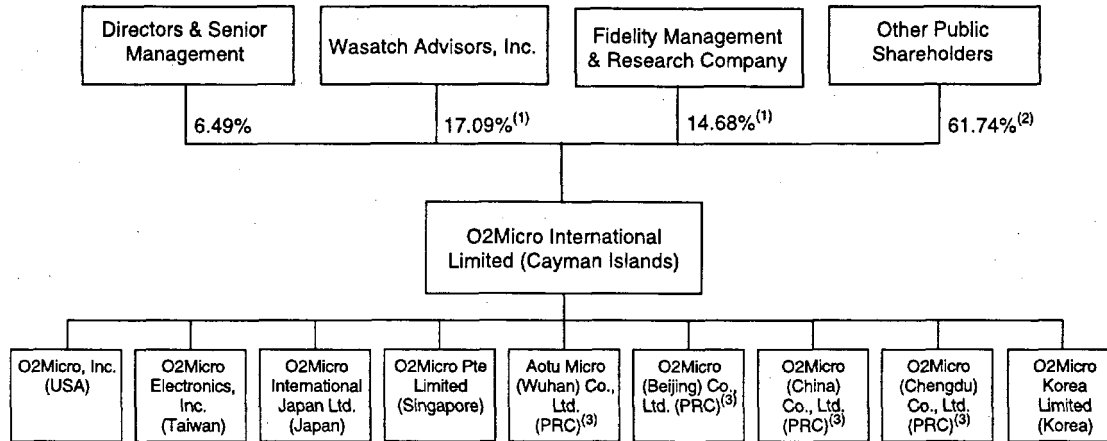 Directors & Senior
Management
Wasatch Advisors, Inc.
Fidelity Management
& Research Company
Other Public
Shareholders
6.49%
17.09%(1)
14.68%(1)
61.74%(2)
O2Micro International
Limited (Cayman Islands)
O2Micro, Inc.
(USA)
O2Micro
Electronics,
Inc.
(Taiwan)
O2Micro
International
Japan Ltd.
(Japan)
O2Micro Pte
Limited
(Singapore)
Aotu Micro
(Wuhan) Co.,
Ltd.
(PRC)(3)
O2Micro
(Beijing) Co.,
Ltd. (PRC)(3)
O2Micro
(China)
Co., Ltd.
(PRC)(3)
O2Micro
(Chengdu)
Co., Ltd.
(PRC)(3)
O2Micro
Korea
Limited
(Korea)